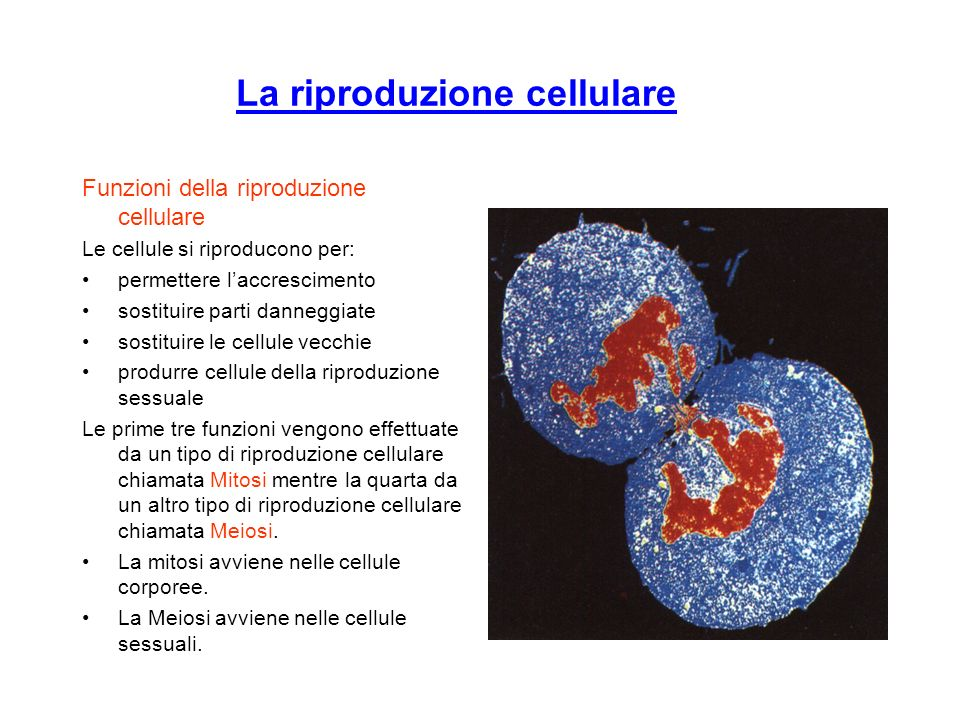 La riproduzione cellulare
Funzioni della riproduzione
cellulare
Le cellule si riproducono per:
• permettere l’accrescimento
• sostituire parti danneggiate
• sostituire le cellule vecchie
• produrre cellule della riproduzione
sessuale
Le prime tre funzioni vengono effettuate
da un tipo di riproduzione cellulare
chiamata Mitosi mentre la quarta da
un altro tipo di riproduzione cellulare
chiamata Meiosi.
• La mitosi avviene nelle cellule
corporee.
• La Meiosi avviene nelle cellule
sessuali.